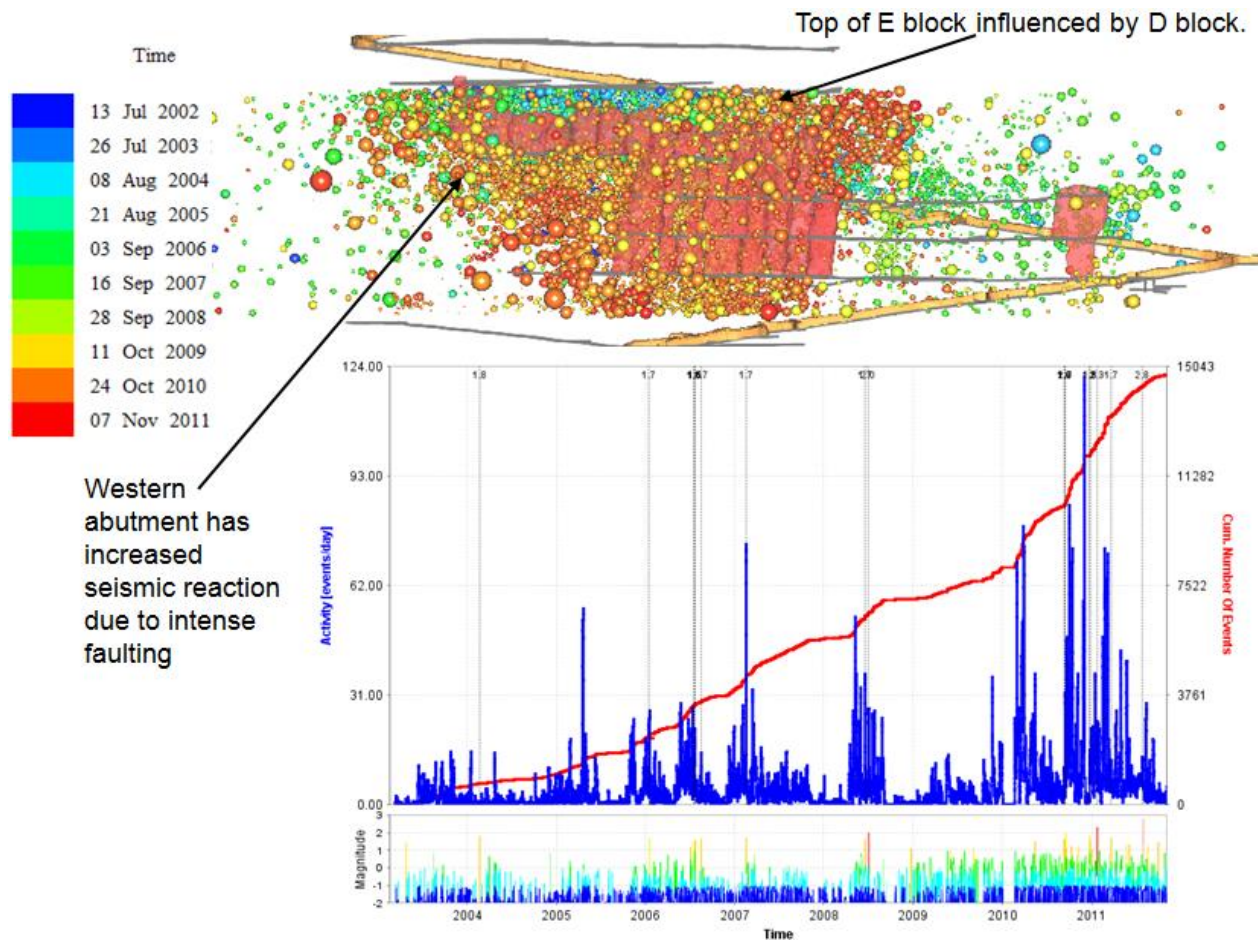 Top of E block influenced by D block.
Time
13 Jul 2002
26 Jul 2003
08 Aug 2004
21 Aug 2005
03 Sep 2006
16 Sep 2007
28 Sep 2008
11 Oct 2009
24 Oct 2010
07 Nov 2011
Western
abutment has
increased
seismic reaction
due to intense
faulting
124.00
93.00
62.00
31.00
0.00
Activity [events/day]
1.8
1.7
1.7
15043
11282
7522
3761
0
Cum. Number Of Events
3
2
1
0
-1
-2
Magnitude
2004 2005 2006 2007 2008 2009 2010 2011
Time